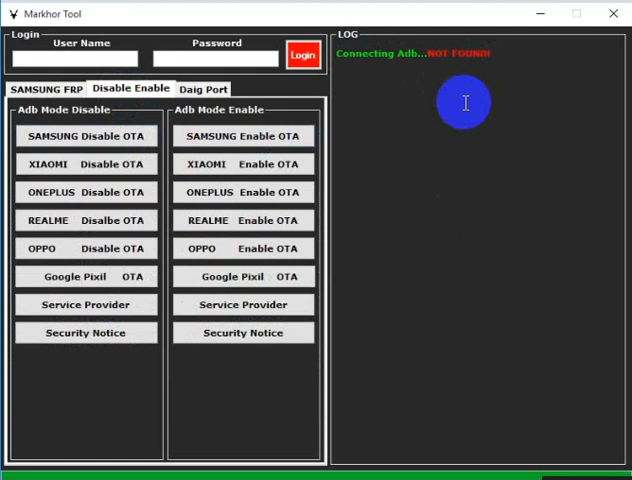 Markhor Tool
Login
User Name Password
Login
SAMSUNG FRP Disable Enable Daig Port
Adb Mode Disable
SAMSUNG Disable OTA
XIAOMI Disable OTA
ONEPLUS Disable OTA
REALME Disalbe OTA
OPPO Disable OTA
Google Pixil OTA
Service Provider
Security Notice
Adb Mode Enable
SAMSUNG Enable OTA
XIAOMI Enable OTA
ONEPLUS Enable OTA
REALME Enable OTA
OPPO Enable OTA
Google Pixil OTA
Service Provider
Security Notice
LOG
Connecting Adb...NOT FOUND!